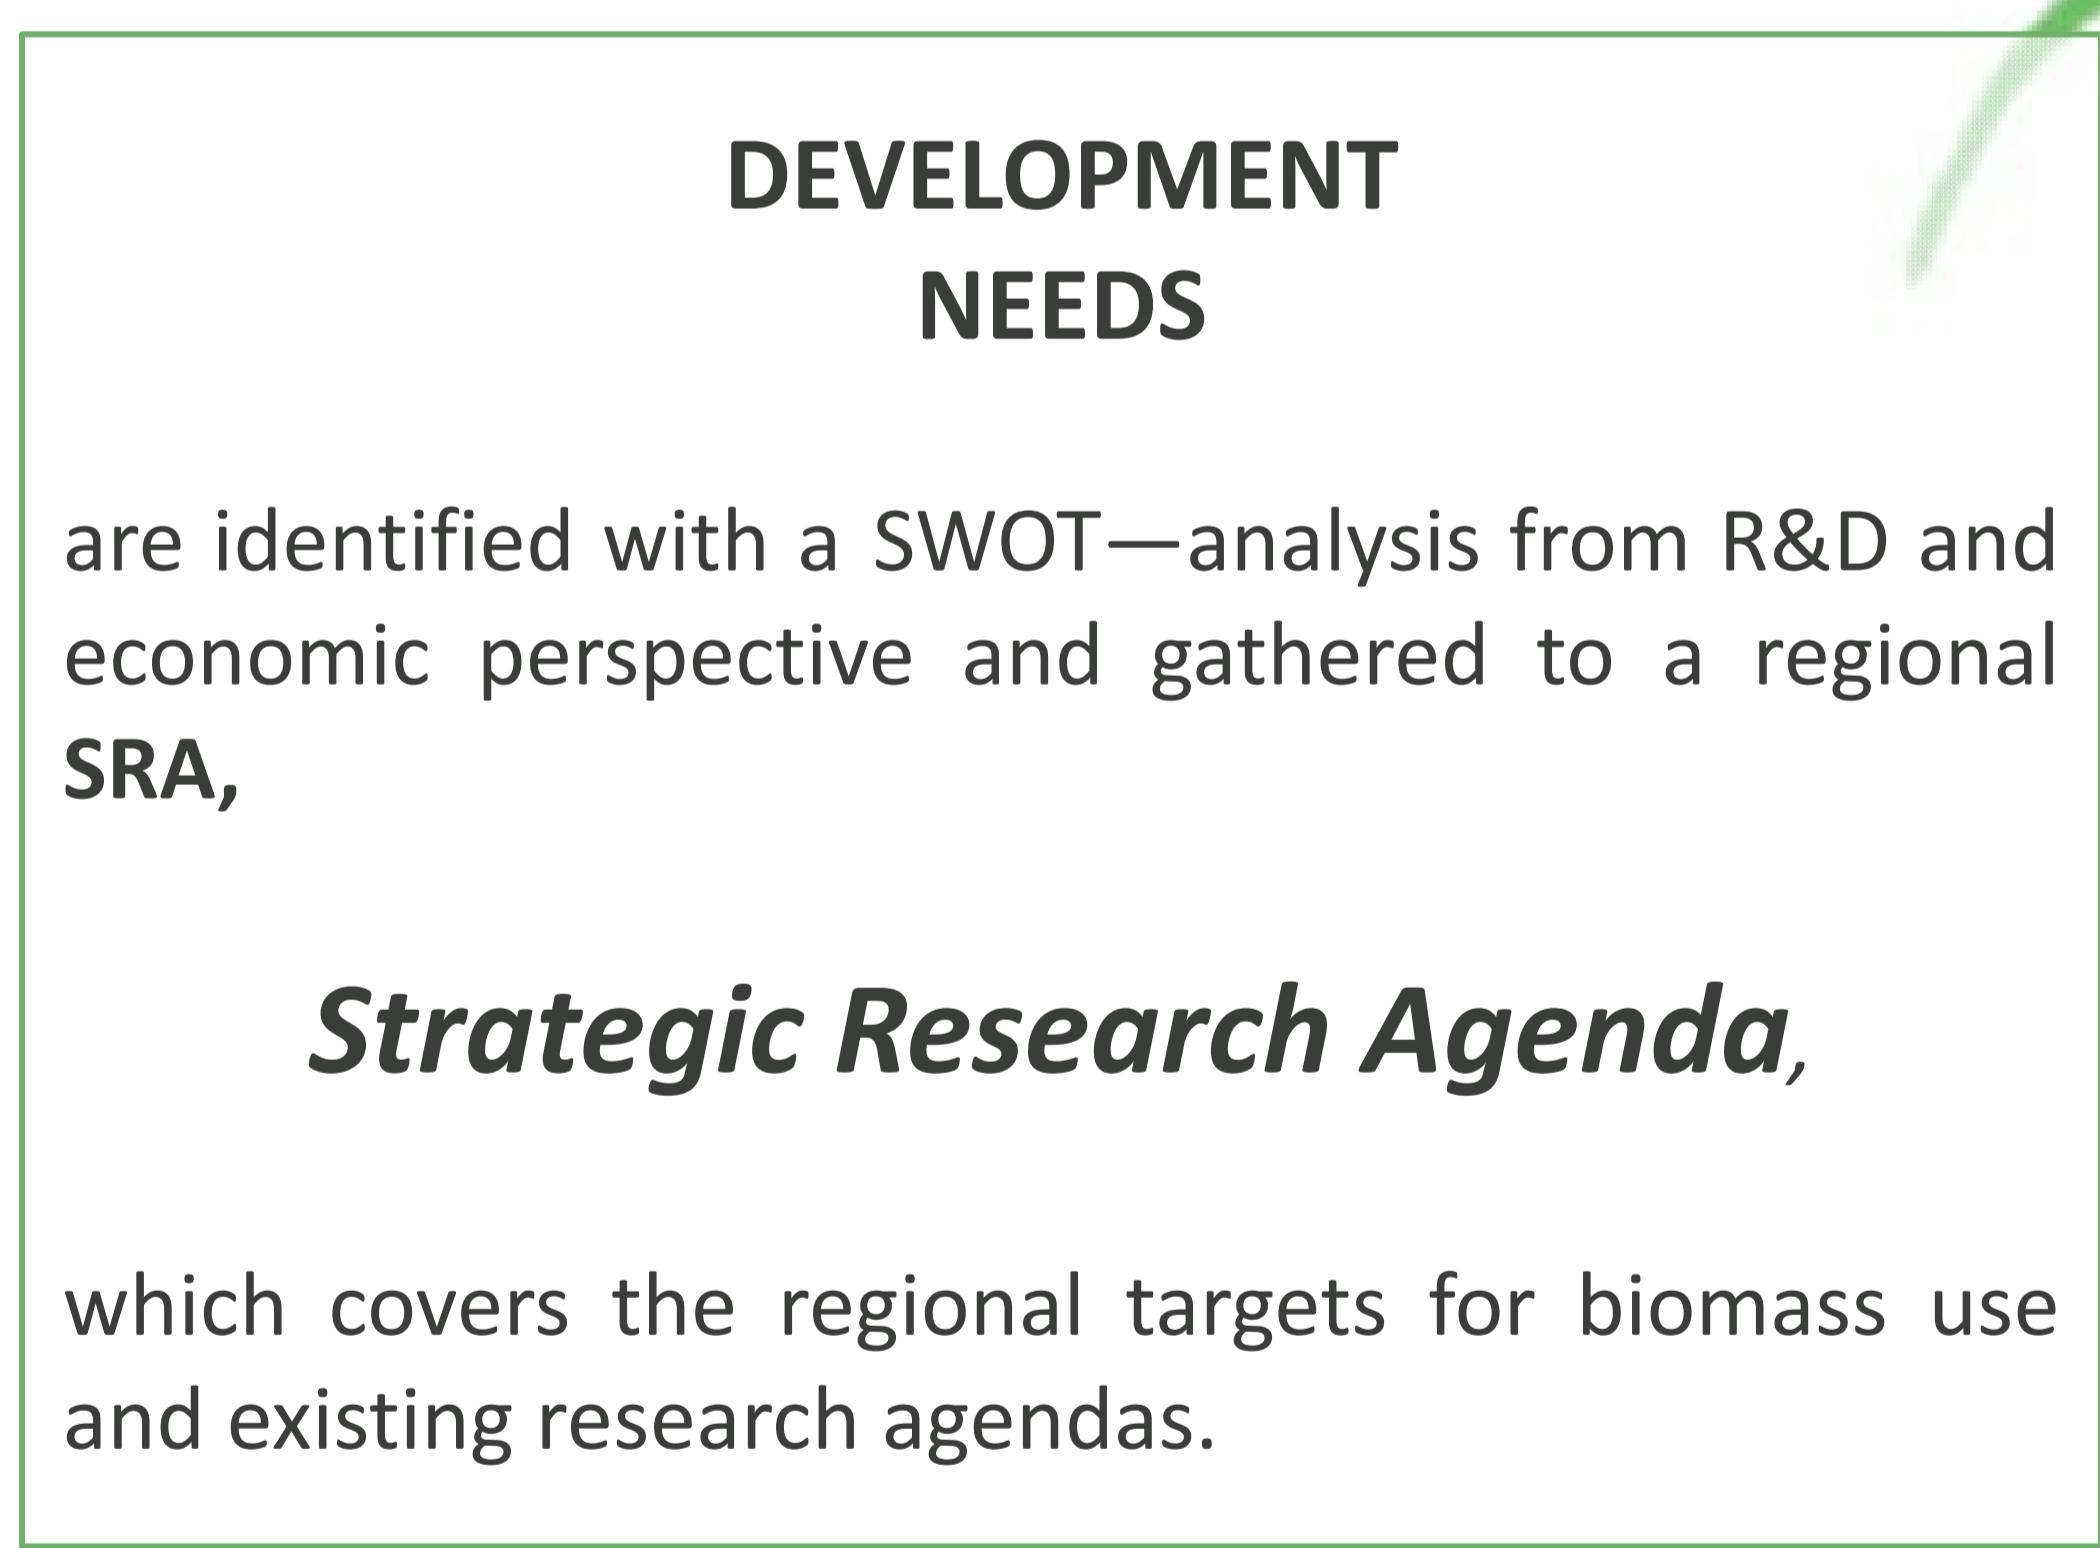 DEVELOPMENT
NEEDS
are identified with a SWOT—analysis from R&D and
economic perspective and gathered to a regional
SRA,
Strategic Research Agenda,
which covers the regional targets for biomass use
and existing research agendas.